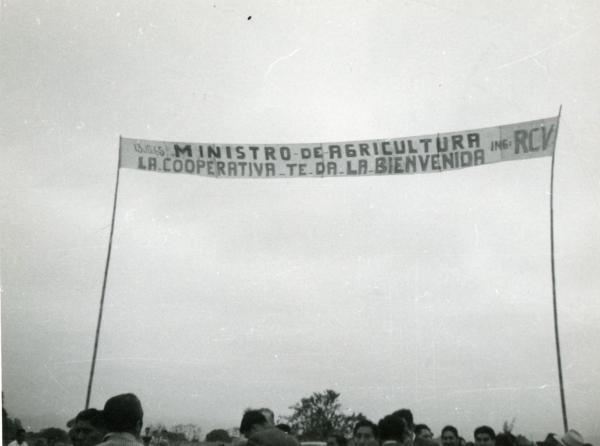 MINISTRO-DE-AGRICULTURA ING: RCV
LA-COOPERATIVA-TE-DA-LA-BIENVENIDA